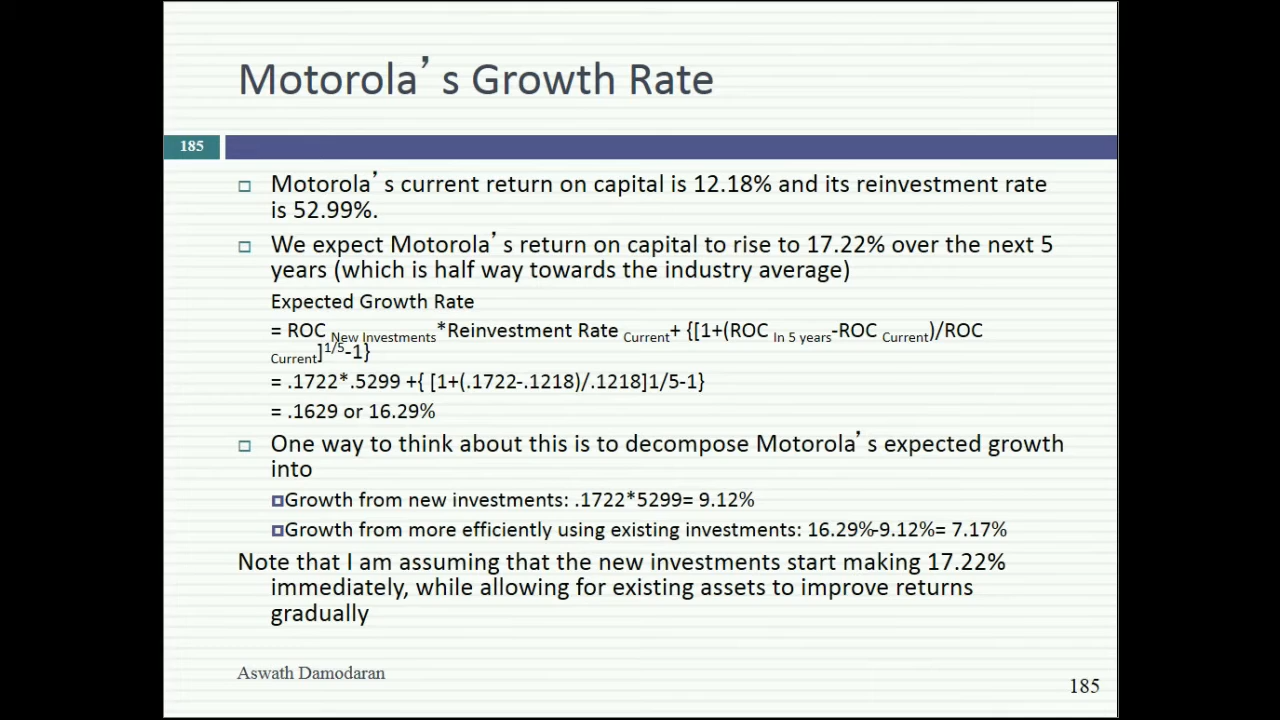 Motorola’s Growth Rate
185
Motorola’s current return on capital is 12.18% and its reinvestment rate
is 52.99%.
We expect Motorola’s return on capital to rise to 17.22% over the next 5
years (which is half way towards the industry average)
Expected Growth Rate
= ROC New Investments*Reinvestment Rate Current+ {[1+(ROC In 5 years-ROC Current)/ROC
Current]1/5-1}
= .1722*.5299 +{ [1+(.1722-.1218)/.1218]1/5-1}
= .1629 or 16.29%
One way to think about this is to decompose Motorola’s expected growth
into
Growth from new investments: .1722*5299= 9.12%
Growth from more efficiently using existing investments: 16.29%-9.12%= 7.17%
Note that I am assuming that the new investments start making 17.22%
immediately, while allowing for existing assets to improve returns
gradually
Aswath Damodaran
185